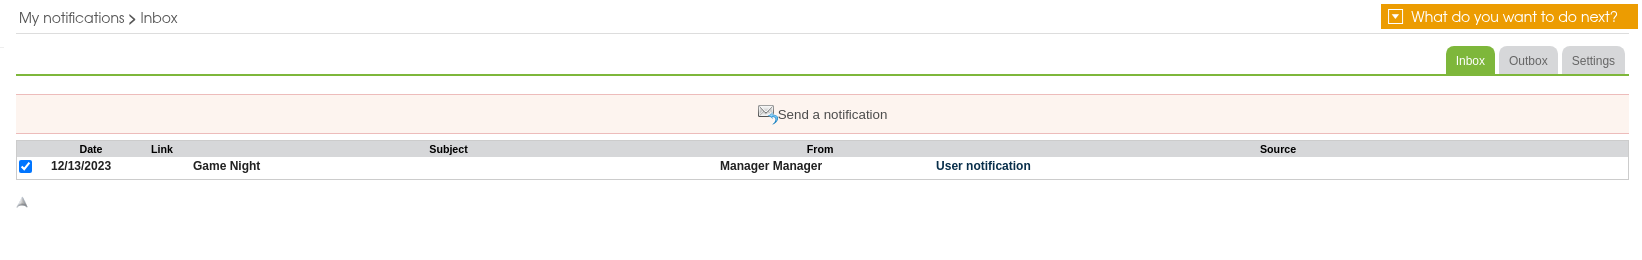 My notifications > Inbox
What do you want to do next?
Inbox Outbox Settings
Send a notification
Date Link Subject From Source
12/13/2023 Game Night Manager Manager User notification